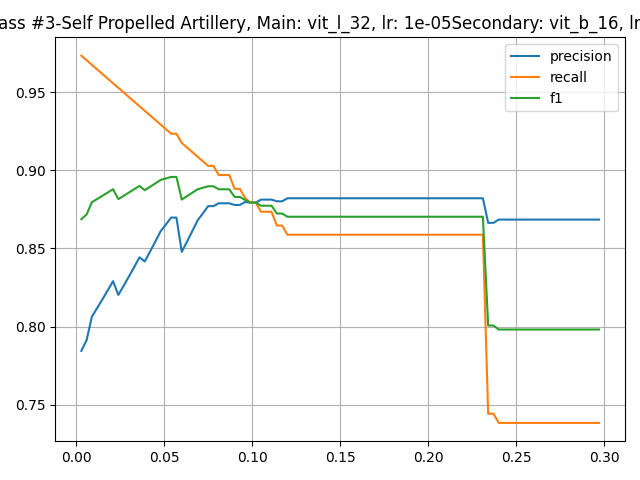 ass #3-Self Propelled Artillery, Main: vit_l_32, lr: 1e-05Secondary: vit_b_16, lr
precision
recall
f1
0.95
0.90
0.85
0.80
0.75
0.00 0.05 0.10 0.15 0.20 0.25 0.30